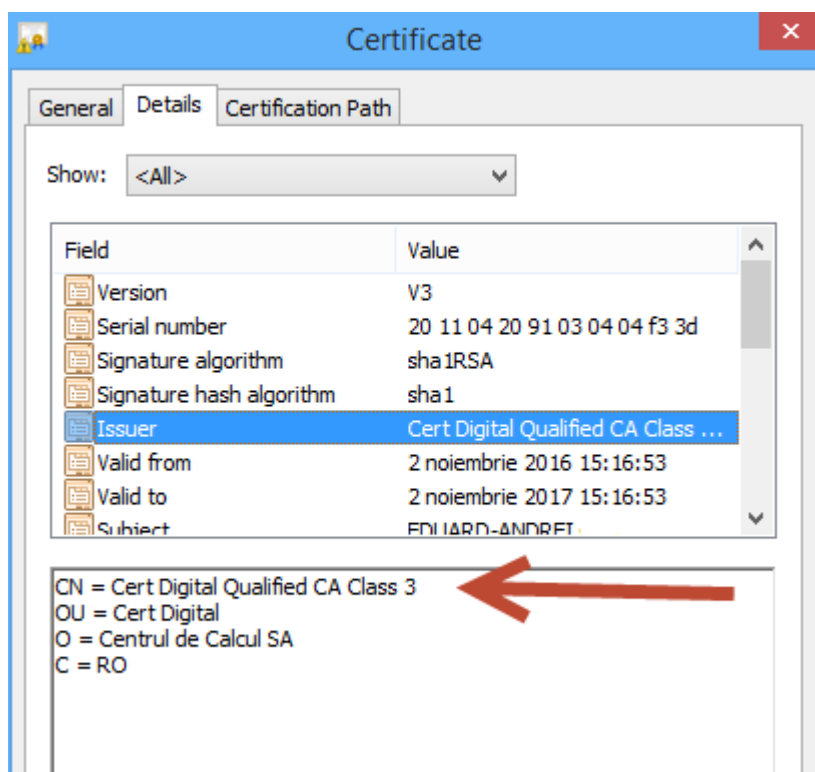 Certificate
General Details Certification Path
Show: <All>
Field Value
Version V3
Serial number 20 11 04 20 91 03 04 04 f3 3d
Signature algorithm sha1RSA
Signature hash algorithm sha1
Issuer Cert Digital Qualified CA Class ...
Valid from 2 noiembrie 2016 15:16:53
Valid to 2 noiembrie 2017 15:16:53
Subject EDUARD-ANDREI
CN = Cert Digital Qualified CA Class 3
OU = Cert Digital
O = Centrul de Calcul SA
C = RO